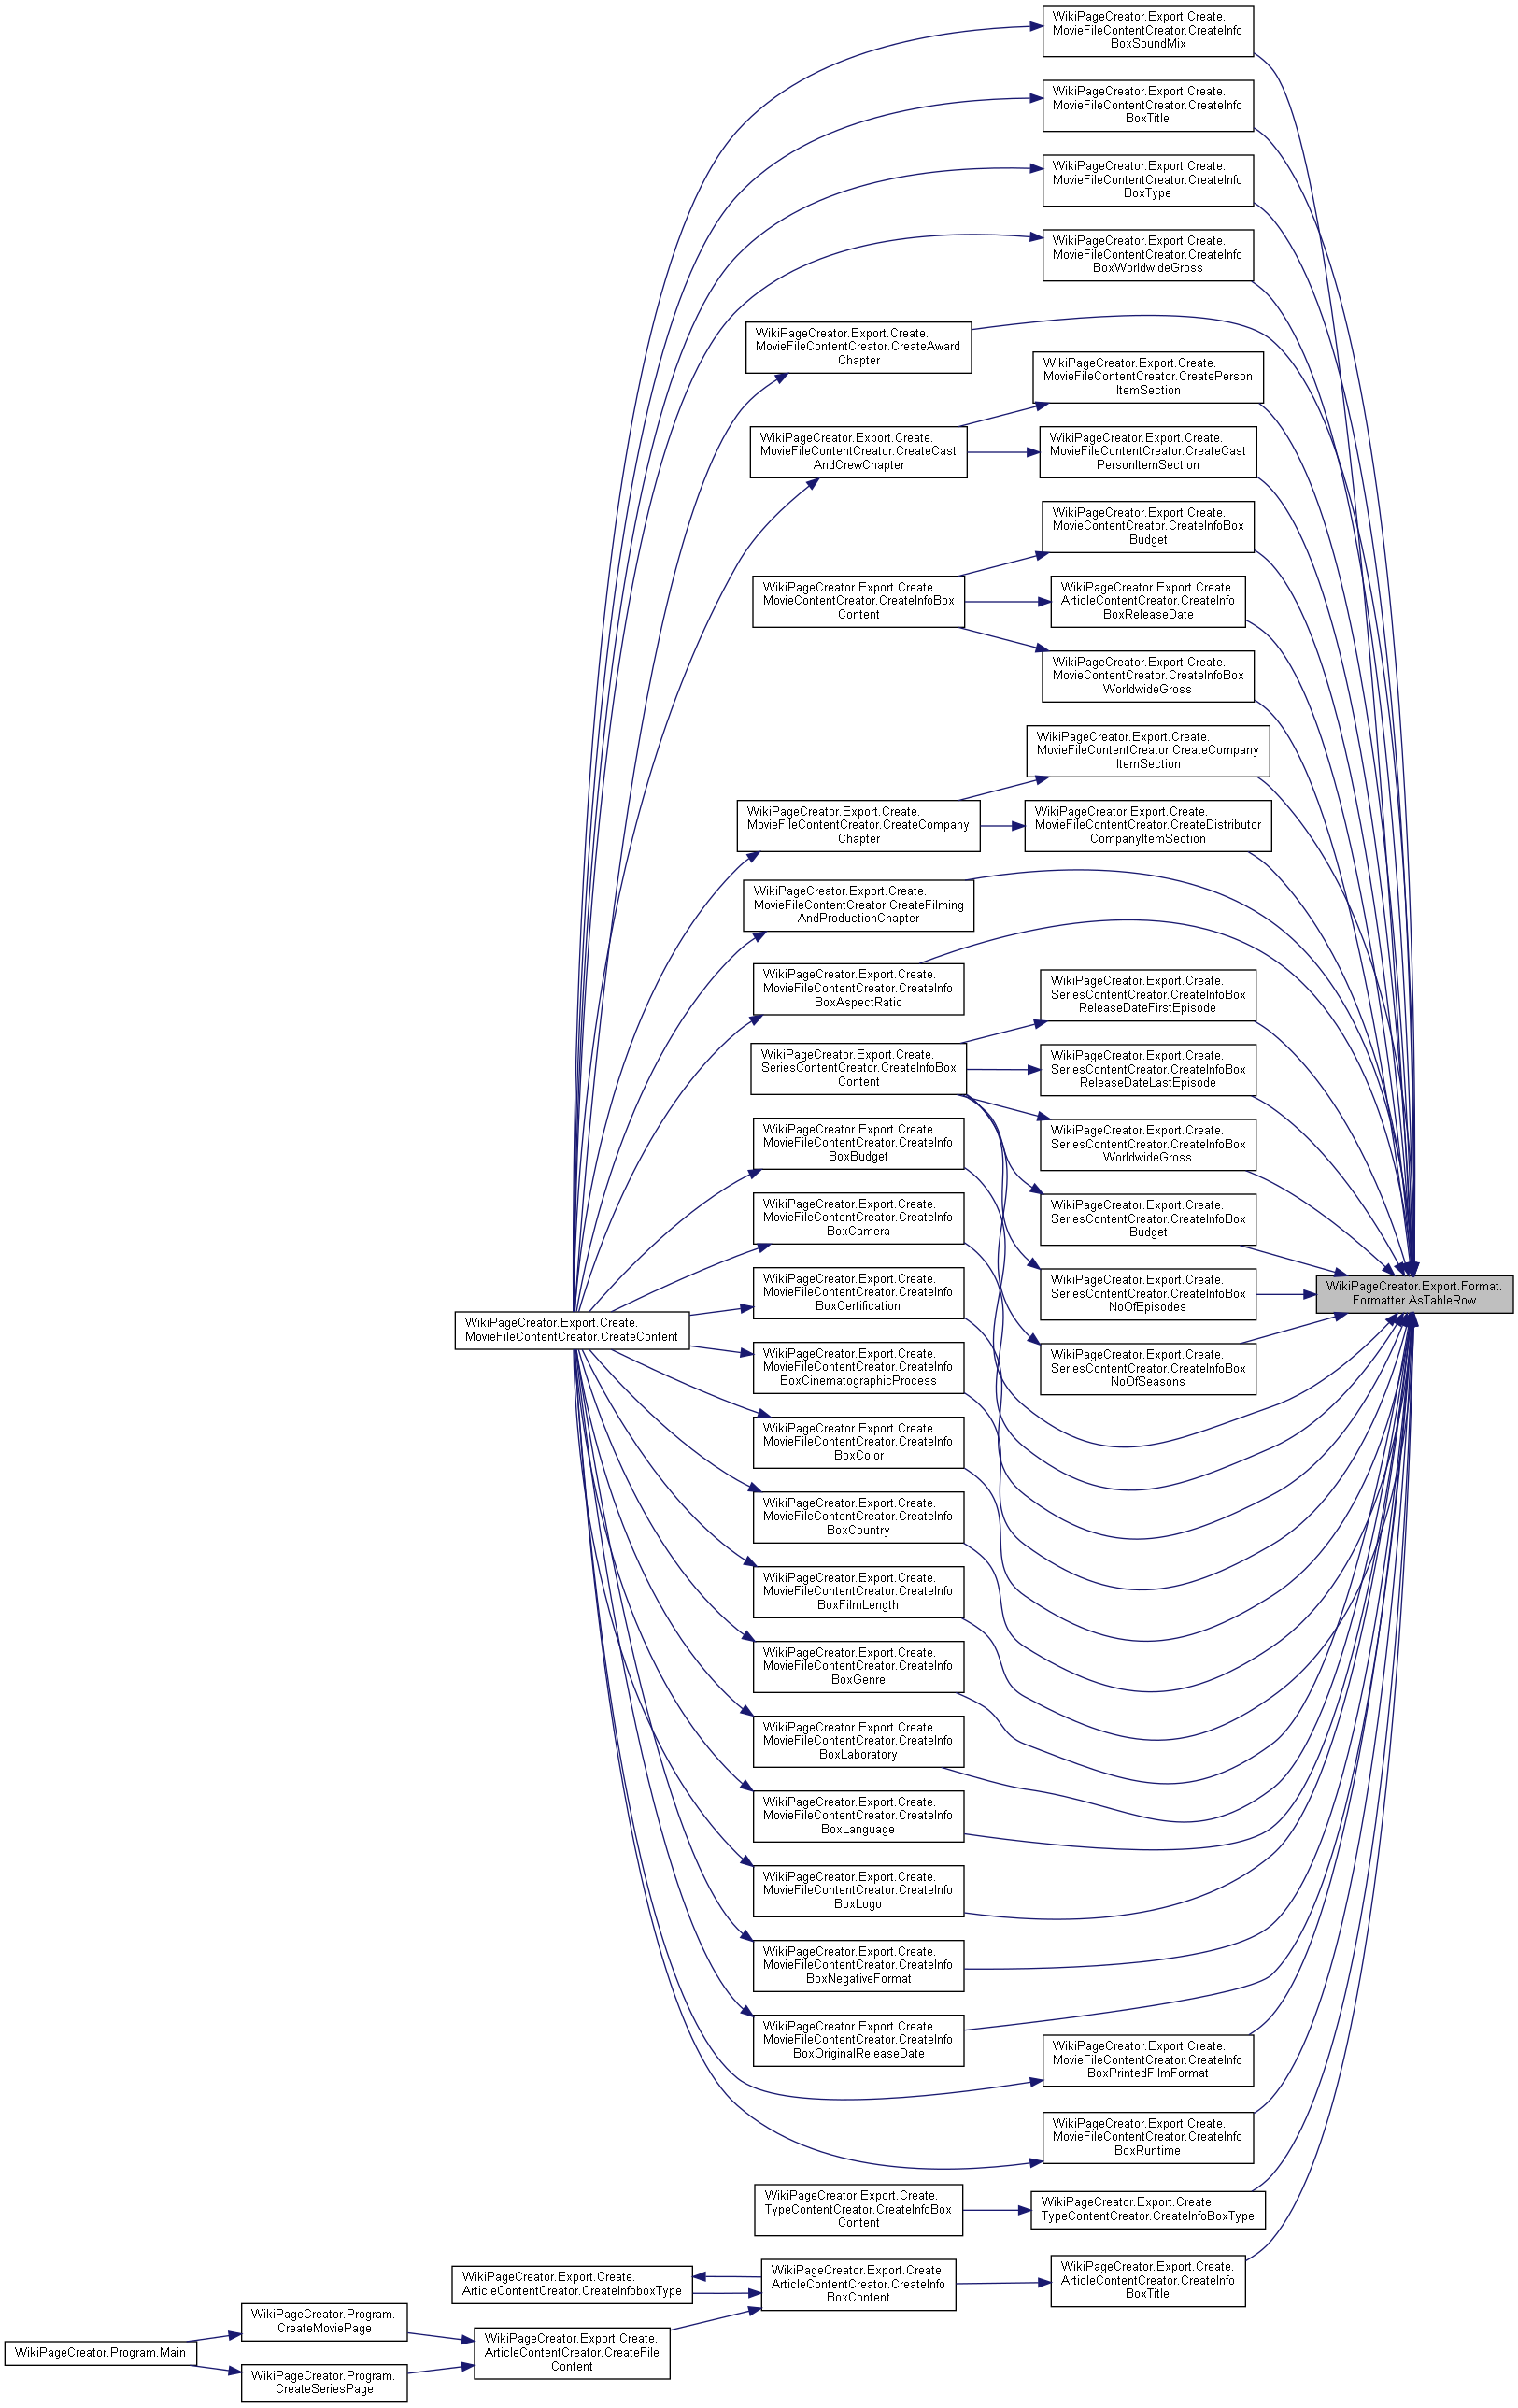 WikiPageCreator.Export.Create.
MovieFileContentCreator.CreateInfo
BoxSoundMix
WikiPageCreator.Export.Create.
MovieFileContentCreator.CreateInfo
BoxTitle
WikiPageCreator.Export.Create.
MovieFileContentCreator.CreateInfo
BoxType
WikiPageCreator.Export.Create.
MovieFileContentCreator.CreateInfo
BoxWorldwideGross
WikiPageCreator.Export.Create.
MovieFileContentCreator.CreateAward
Chapter
WikiPageCreator.Export.Create.
MovieFileContentCreator.CreatePerson
ItemSection
WikiPageCreator.Export.Create.
MovieFileContentCreator.CreateCast
AndCrewChapter
WikiPageCreator.Export.Create.
MovieFileContentCreator.CreateCast
PersonItemSection
WikiPageCreator.Export.Create.
MovieContentCreator.CreateInfoBox
Budget
WikiPageCreator.Export.Create.
MovieContentCreator.CreateInfoBox
Content
WikiPageCreator.Export.Create.
ArticleContentCreator.CreateInfo
BoxReleaseDate
WikiPageCreator.Export.Create.
MovieContentCreator.CreateInfoBox
WorldwideGross
WikiPageCreator.Export.Create.
MovieFileContentCreator.CreateCompany
ItemSection
WikiPageCreator.Export.Create.
MovieFileContentCreator.CreateCompany
Chapter
WikiPageCreator.Export.Create.
MovieFileContentCreator.CreateDistributor
CompanyItemSection
WikiPageCreator.Export.Create.
MovieFileContentCreator.CreateFilming
AndProductionChapter
WikiPageCreator.Export.Create.
MovieFileContentCreator.CreateInfo
BoxAspectRatio
WikiPageCreator.Export.Create.
SeriesContentCreator.CreateInfoBox
ReleaseDateFirstEpisode
WikiPageCreator.Export.Create.
SeriesContentCreator.CreateInfoBox
Content
WikiPageCreator.Export.Create.
SeriesContentCreator.CreateInfoBox
ReleaseDateLastEpisode
WikiPageCreator.Export.Create.
MovieFileContentCreator.CreateInfo
BoxBudget
WikiPageCreator.Export.Create.
SeriesContentCreator.CreateInfoBox
WorldwideGross
WikiPageCreator.Export.Create.
MovieFileContentCreator.CreateInfo
BoxCamera
WikiPageCreator.Export.Create.
SeriesContentCreator.CreateInfoBox
Budget
WikiPageCreator.Export.Create.
MovieFileContentCreator.CreateInfo
BoxCertification
WikiPageCreator.Export.Create.
SeriesContentCreator.CreateInfoBox
NoOfEpisodes
WikiPageCreator.Export.Format.
Formatter.AsTableRow
WikiPageCreator.Export.Create.
MovieFileContentCreator.CreateContent
WikiPageCreator.Export.Create.
MovieFileContentCreator.CreateInfo
BoxCinematographicProcess
WikiPageCreator.Export.Create.
SeriesContentCreator.CreateInfoBox
NoOfSeasons
WikiPageCreator.Export.Create.
MovieFileContentCreator.CreateInfo
BoxColor
WikiPageCreator.Export.Create.
MovieFileContentCreator.CreateInfo
BoxCountry
WikiPageCreator.Export.Create.
MovieFileContentCreator.CreateInfo
BoxFilmLength
WikiPageCreator.Export.Create.
MovieFileContentCreator.CreateInfo
BoxGenre
WikiPageCreator.Export.Create.
MovieFileContentCreator.CreateInfo
BoxLaboratory
WikiPageCreator.Export.Create.
MovieFileContentCreator.CreateInfo
BoxLanguage
WikiPageCreator.Export.Create.
MovieFileContentCreator.CreateInfo
BoxLogo
WikiPageCreator.Export.Create.
MovieFileContentCreator.CreateInfo
BoxNegativeFormat
WikiPageCreator.Export.Create.
MovieFileContentCreator.CreateInfo
BoxOriginalReleaseDate
WikiPageCreator.Export.Create.
MovieFileContentCreator.CreateInfo
BoxPrintedFilmFormat
WikiPageCreator.Export.Create.
MovieFileContentCreator.CreateInfo
BoxRuntime
WikiPageCreator.Export.Create.
TypeContentCreator.CreateInfoBox
Content
WikiPageCreator.Export.Create.
TypeContentCreator.CreateInfoBoxType
WikiPageCreator.Export.Create.
ArticleContentCreator.CreateInfoboxType
WikiPageCreator.Export.Create.
ArticleContentCreator.CreateInfo
BoxContent
WikiPageCreator.Export.Create.
ArticleContentCreator.CreateInfo
BoxTitle
WikiPageCreator.Program.
CreateMoviePage
WikiPageCreator.Program.Main
WikiPageCreator.Export.Create.
ArticleContentCreator.CreateFile
Content
WikiPageCreator.Program.
CreateSeriesPage